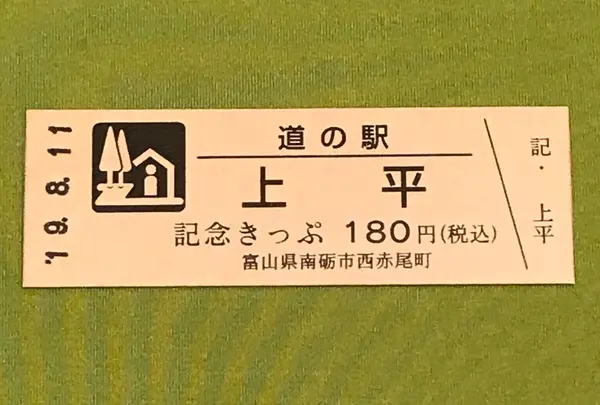 '19.8.11
道の駅
上平
記念きっぷ 180円(税込)
富山県南砺市西赤尾町
記・上平